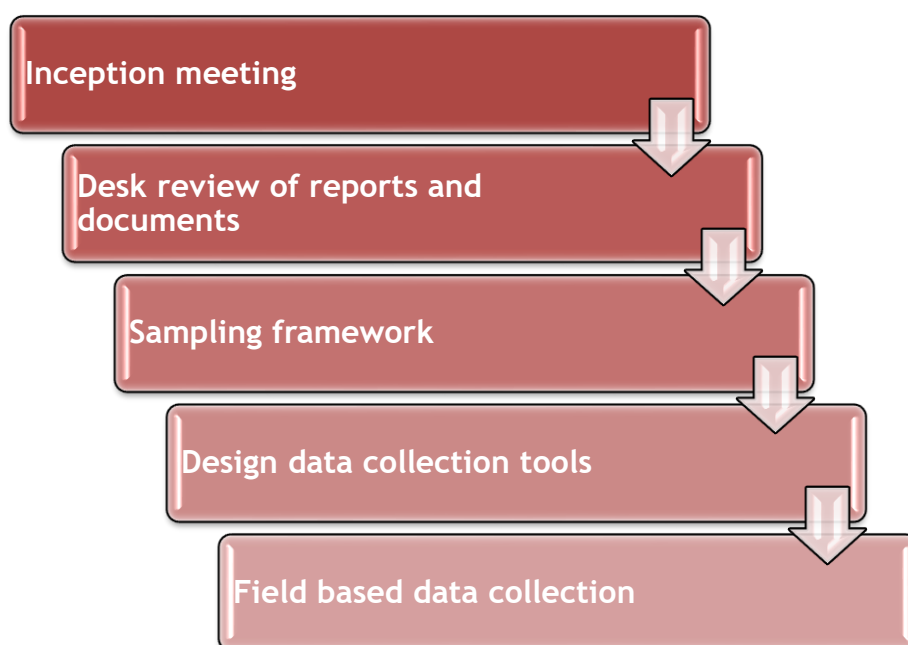 Inception meeting
Desk review of reports and
documents
Sampling framework
Design data collection tools
Field based data collection